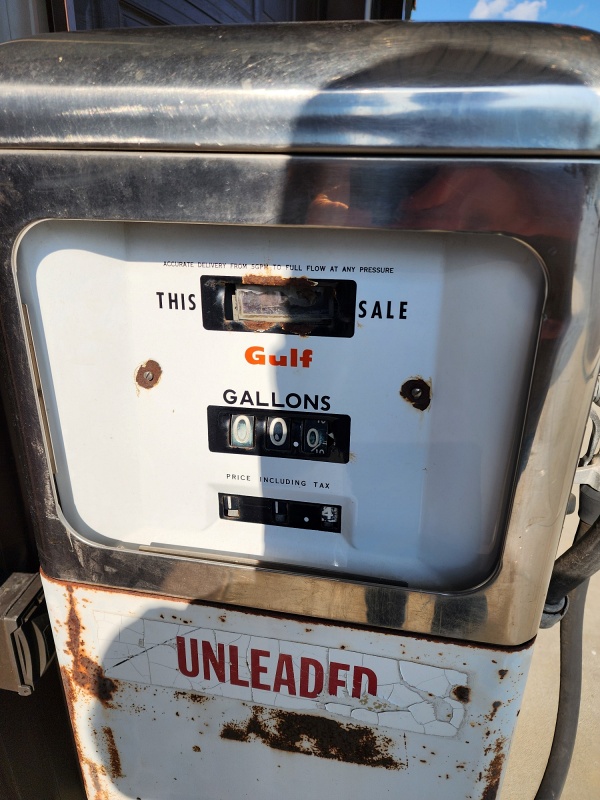 ACCURATE DELIVERY FROM 5GPM TO FULL FLOW AT ANY PRESSURE
THIS SALE
Gulf
GALLONS
00.0
PRICE INCLUDING TAX
UNLEADED